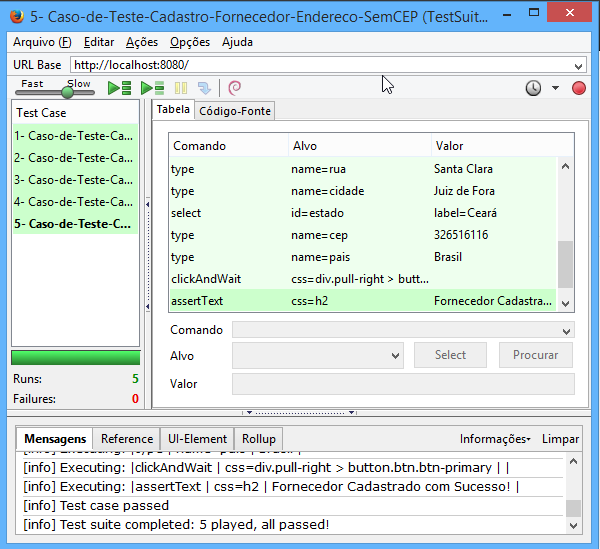 5- Caso-de-Teste-Cadastro-Fornecedor-Endereco-SemCEP (TestSuit...
Arquivo (F) Editar Ações Opções Ajuda
URL Base http://localhost:8080/
Fast Slow
Test Case
1- Caso-de-Teste-Ca...
2- Caso-de-Teste-Ca...
3- Caso-de-Teste-Ca...
4- Caso-de-Teste-Ca...
5- Caso-de-Teste-C...
Runs: 5
Failures: 0
Tabela Código-Fonte
Comando Alvo Valor
type name=rua Santa Clara
type name=cidade Juiz de Fora
select id=estado label=Ceará
type name=cep 326516116
type name=pais Brasil
clickAndWait css=div.pull-right > butt...
assertText css=h2 Fornecedor Cadastra...
Comando
Alvo Select Procurar
Valor
Mensagens Reference UI-Element Rollup Informações Limpar
[info] Executing: |type | name=pais | Brasil |
[info] Executing: |clickAndWait | css=div.pull-right > button.btn.btn-primary | |
[info] Executing: |assertText | css=h2 | Fornecedor Cadastrado com Sucesso! |
[info] Test case passed
[info] Test suite completed: 5 played, all passed!